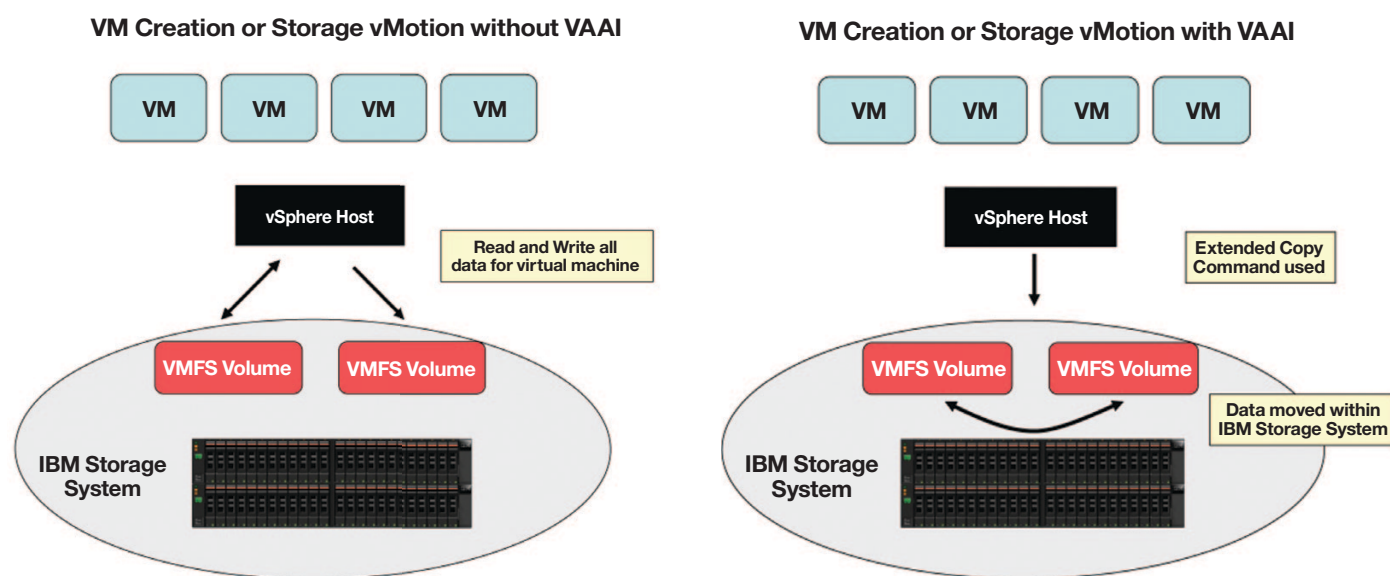 VM Creation or Storage vMotion without VAAI
VM
VM
VM
VM
vSphere Host
Read and Write all
data for virtual machine
VMFS Volume
VMFS Volume
IBM Storage
System
VM Creation or Storage vMotion with VAAI
VM
VM
VM
VM
vSphere Host
Extended Copy
Command used
VMFS Volume
VMFS Volume
Data moved within
IBM Storage System
IBM Storage
System